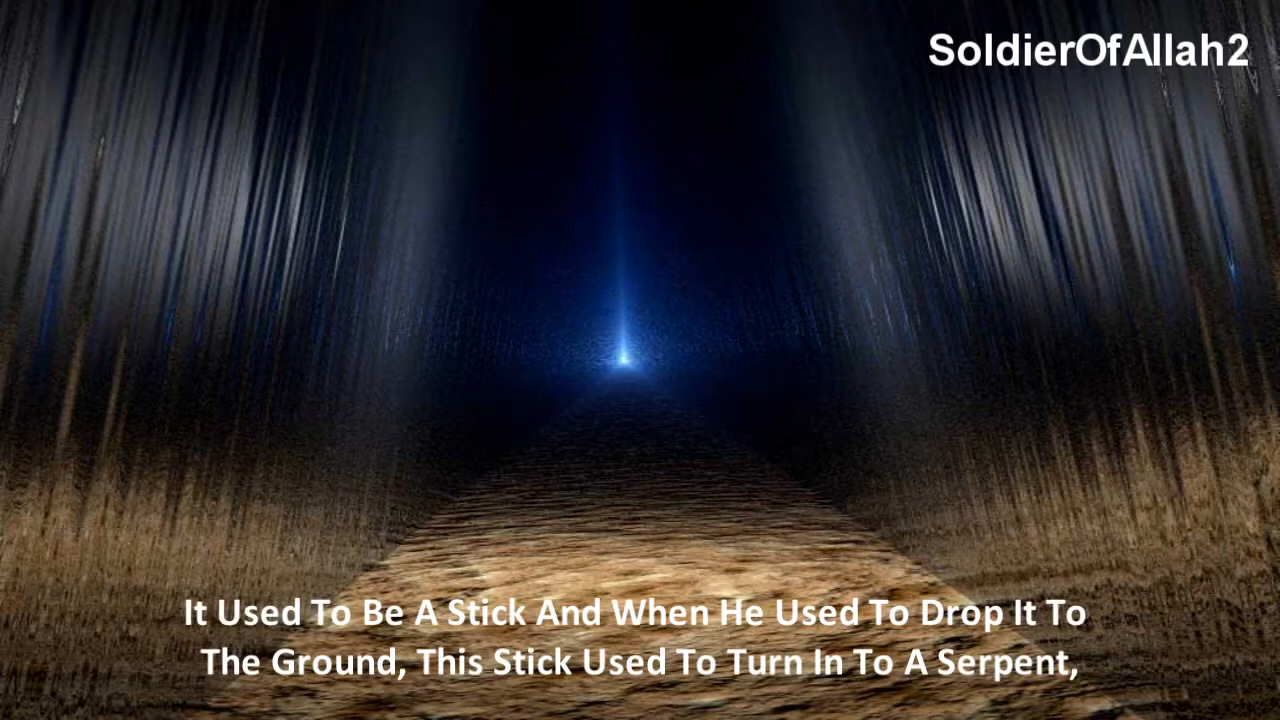 SoldierOfAllah2
It Used To Be A Stick And When He Used To Drop It To
The Ground, This Stick Used To Turn In To A Serpent,